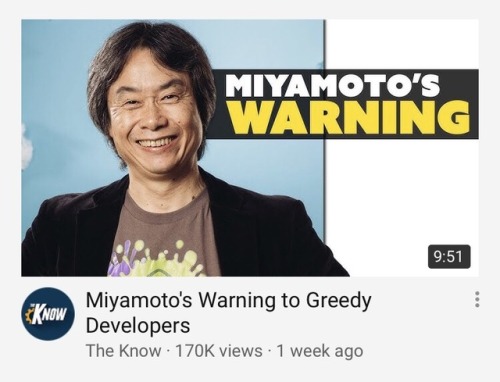 MIYAMOTO'S
WARNING
9:51
THE
KNOW
Miyamoto's Warning to Greedy
Developers
The Know · 170K views · 1 week ago